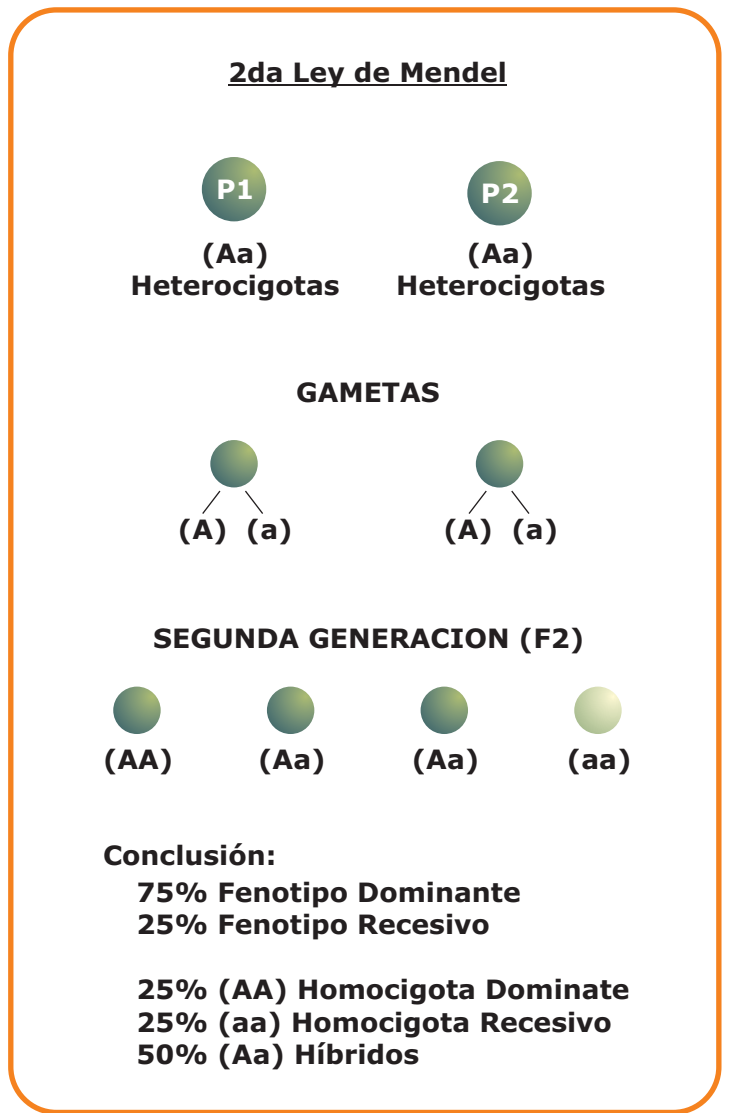 2da Ley de Mendel
P1 P2
(Aa) (Aa)
Heterocigotas Heterocigotas
GAMETAS
(A) (a) (A) (a)
SEGUNDA GENERACION (F2)
(AA) (Aa) (Aa) (aa)
Conclusión:
75% Fenotipo Dominante
25% Fenotipo Recesivo
25% (AA) Homocigota Dominate
25% (aa) Homocigota Recesivo
50% (Aa) Híbridos